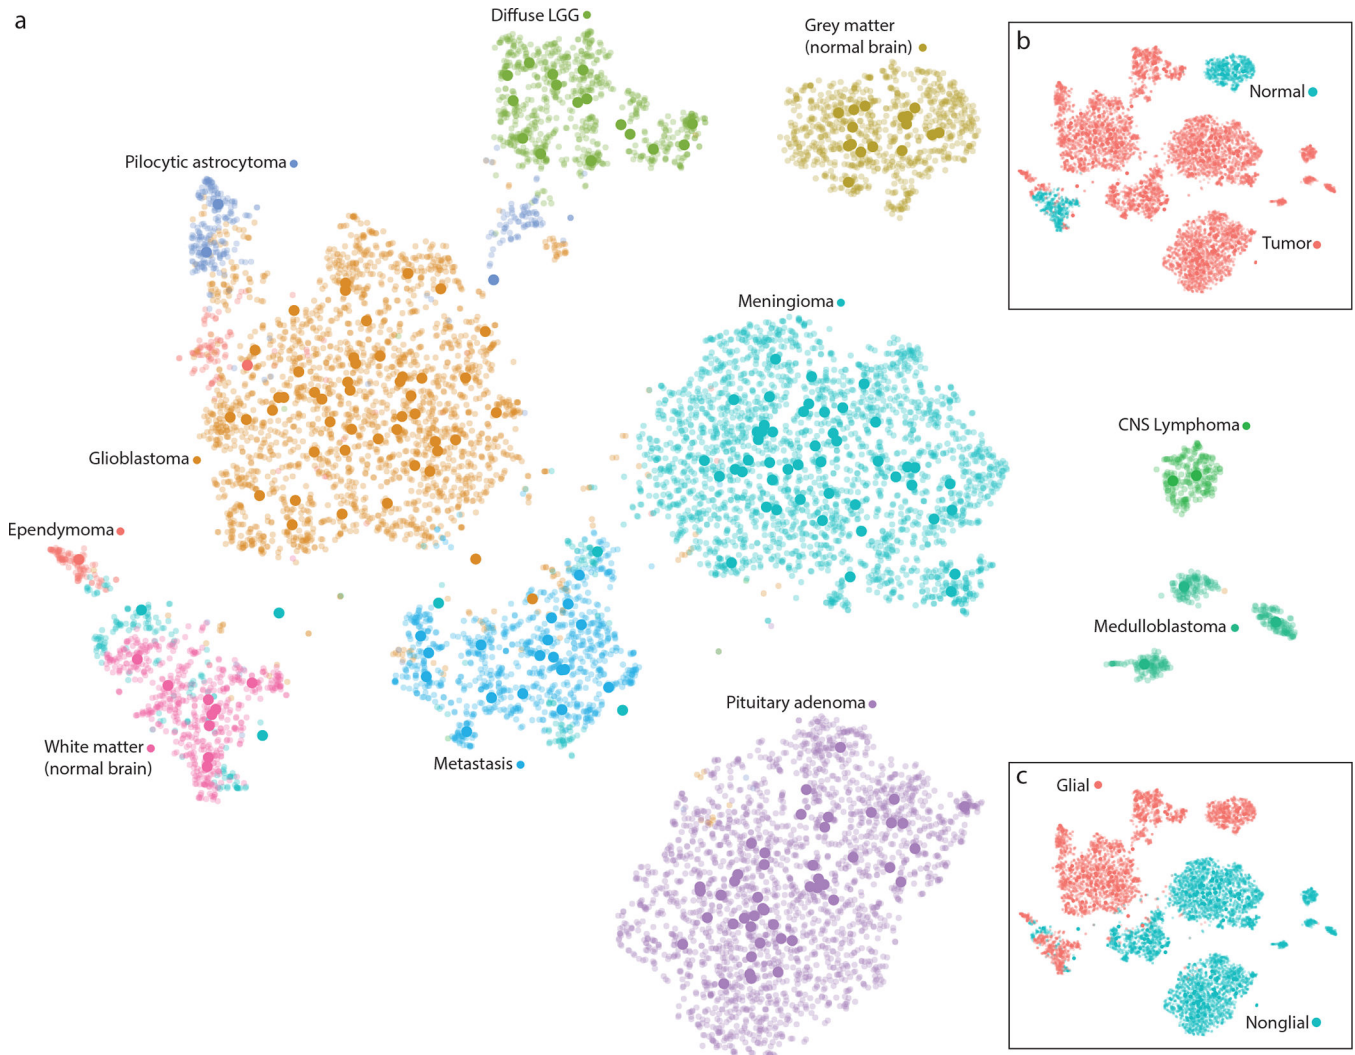 a
Diffuse LGG
Grey matter
(normal brain)
b
Normal
Tumor
Pilocytic astrocytoma
Meningioma
CNS Lymphoma
Glioblastoma
Ependymoma
Medulloblastoma
Pituitary adenoma
White matter
(normal brain)
Metastasis
c
Glial
Nonglial